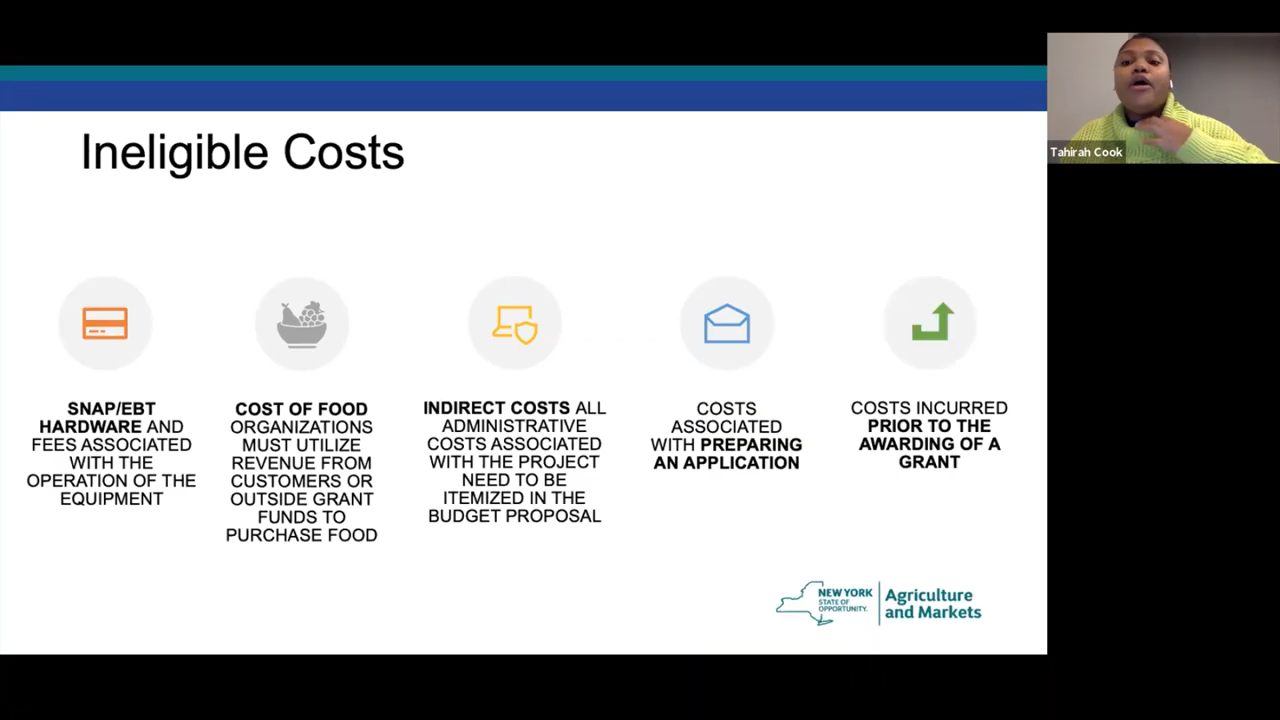 Ineligible Costs
SNAP/EBT
HARDWARE AND
FEES ASSOCIATED
WITH THE
OPERATION OF THE
EQUIPMENT
COST OF FOOD
ORGANIZATIONS
MUST UTILIZE
REVENUE FROM
CUSTOMERS OR
OUTSIDE GRANT
FUNDS TO
PURCHASE FOOD
INDIRECT COSTS ALL
ADMINISTRATIVE
COSTS ASSOCIATED
WITH THE PROJECT
NEED TO BE
ITEMIZED IN THE
BUDGET PROPOSAL
COSTS
ASSOCIATED
WITH PREPARING
AN APPLICATION
COSTS INCURRED
PRIOR TO THE
AWARDING OF A
GRANT
NEW YORK
STATE OF
OPPORTUNITY.
Agriculture
and Markets
Tahirah Cook